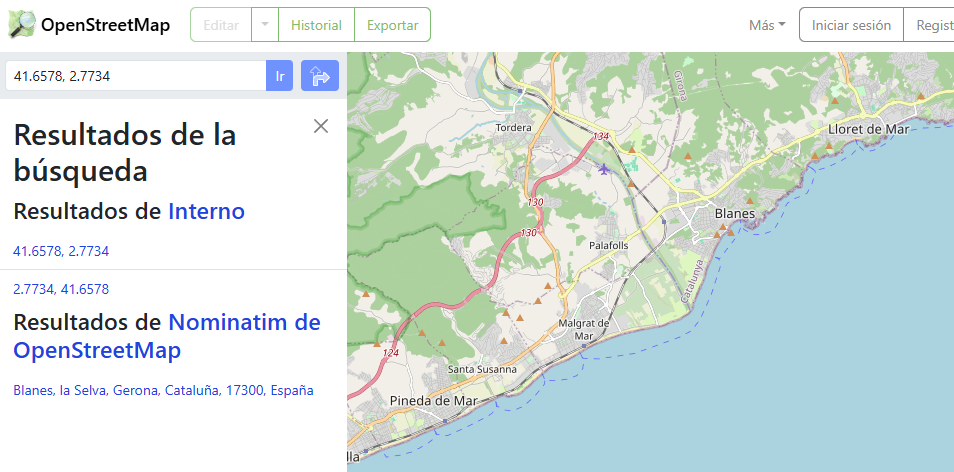 OpenStreetMap
Editar
Historial
Exportar
Más
Iniciar sesión
Regist
41.6578, 2.7734
Ir
Resultados de la
búsqueda
Resultados de Interno
41.6578, 2.7734
2.7734, 41.6578
Resultados de Nominatim de
OpenStreetMap
Blanes, la Selva, Gerona, Cataluña, 17300, España
Girona
Tordera
134
Lloret de Mar
130
Blanes
130
Palafolls
Catalunya
Malgrat de
Mar
124
Santa Susanna
Pineda de Mar
lla